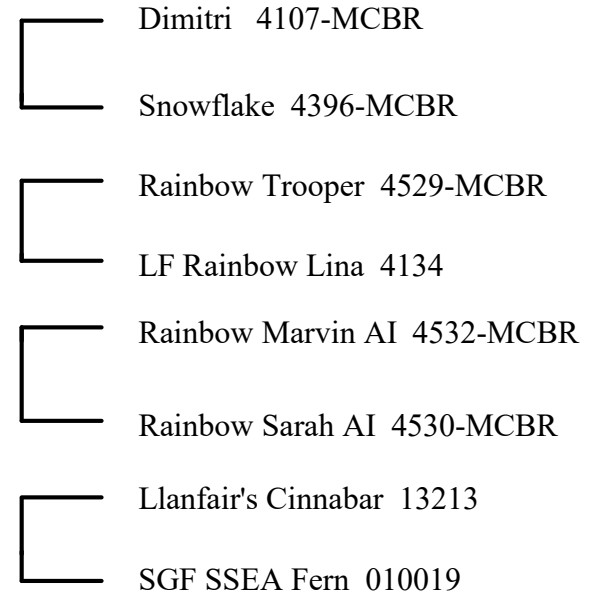 Dimitri 4107-MCBR
Snowflake 4396-MCBR
Rainbow Trooper 4529-MCBR
LF Rainbow Lina 4134
Rainbow Marvin AI 4532-MCBR
Rainbow Sarah AI 4530-MCBR
Llanfair's Cinnabar 13213
SGF SSEA Fern 010019